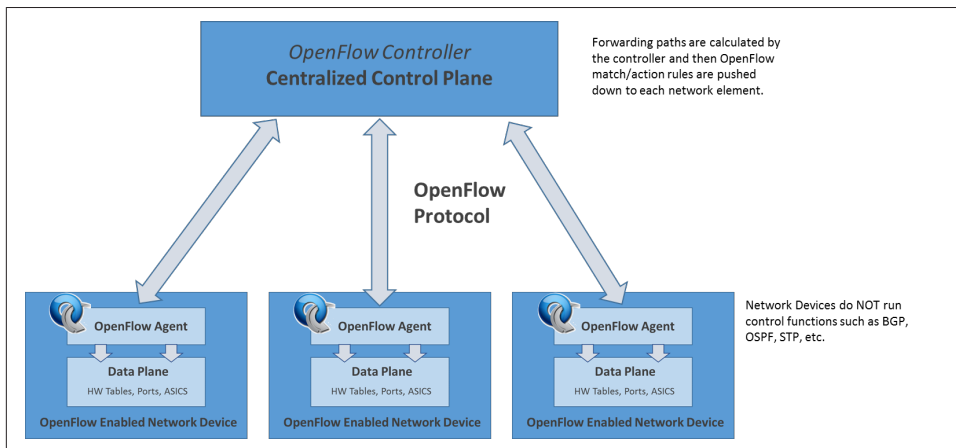 OpenFlow Controller
Centralized Control Plane
Forwarding paths are calculated by
the controller and then OpenFlow
match/action rules are pushed
down to each network element.
OpenFlow
Protocol
OpenFlow Agent
Data Plane
HW Tables, Ports, ASICS
OpenFlow Enabled Network Device
OpenFlow Agent
Data Plane
HW Tables, Ports, ASICS
OpenFlow Enabled Network Device
OpenFlow Agent
Data Plane
HW Tables, Ports, ASICS
OpenFlow Enabled Network Device
Network Devices do NOT run
control functions such as BGP,
OSPF, STP, etc.